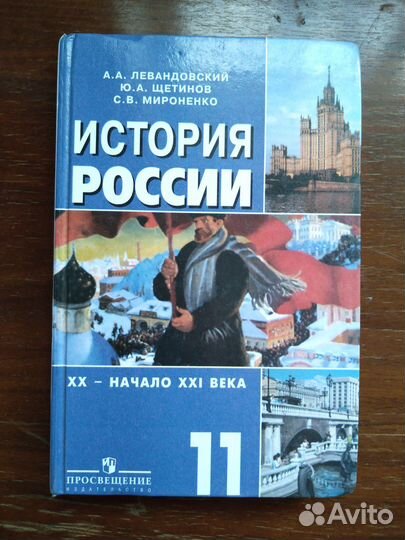 А.А. ЛЕВАНДОВСКИЙ
Ю.А. ЩЕТИНОВ
С.В. МИРОНЕНКО
ИСТОРИЯ
РОССИИ
XX – НАЧАЛО XXI ВЕКА
11
ПРОСВЕЩЕНИЕ
ИЗДАТЕЛЬСТВО
Avito